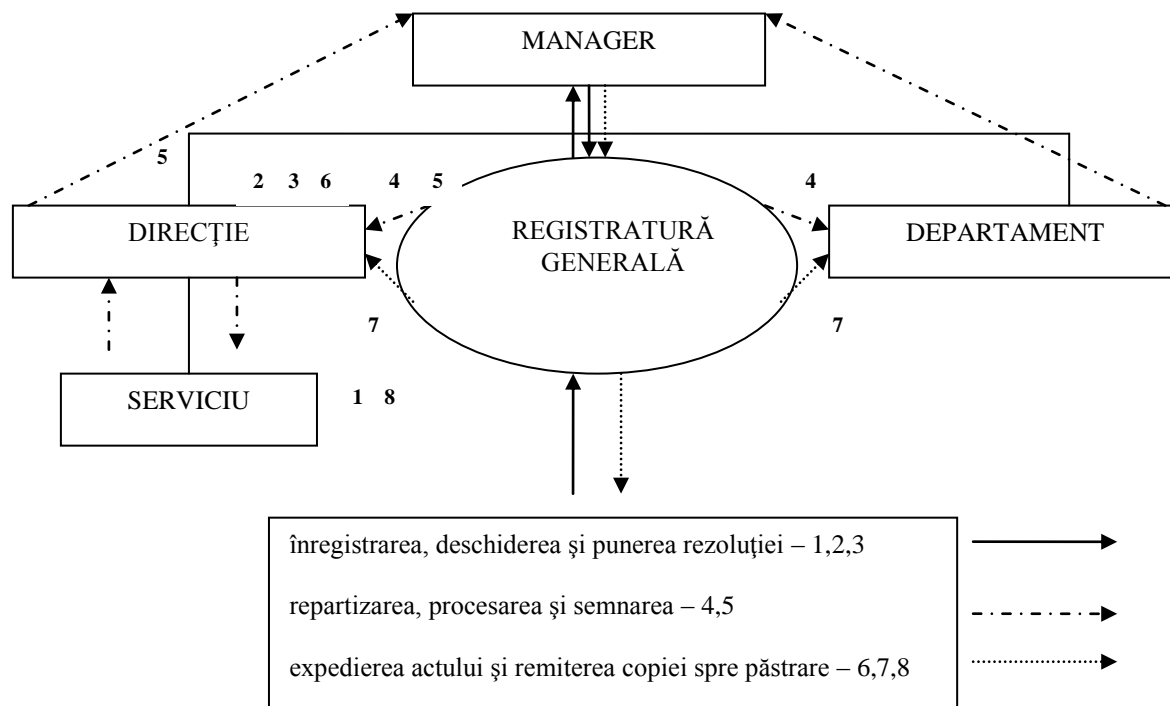 MANAGER
5
2 3 6 4 5 4
DIRECŢIE
REGISTRATURĂ
GENERALĂ
DEPARTAMENT
7 7
SERVICIU
1 8
înregistrarea, deschiderea şi punerea rezoluţiei – 1,2,3
repartizarea, procesarea şi semnarea – 4,5
expedierea actului şi remiterea copiei spre păstrare – 6,7,8